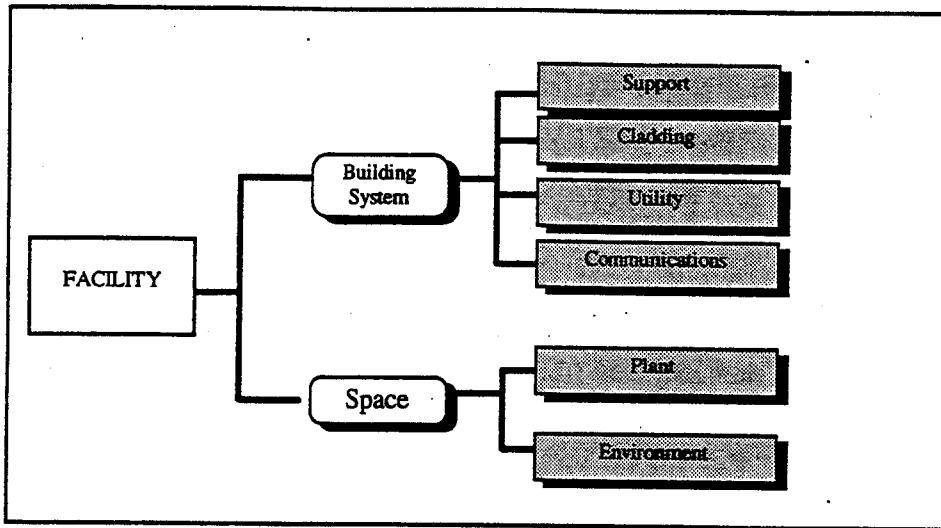 Support
Cladding
Building
System
Utility
Communications
FACILITY
Plant
Space
Environment